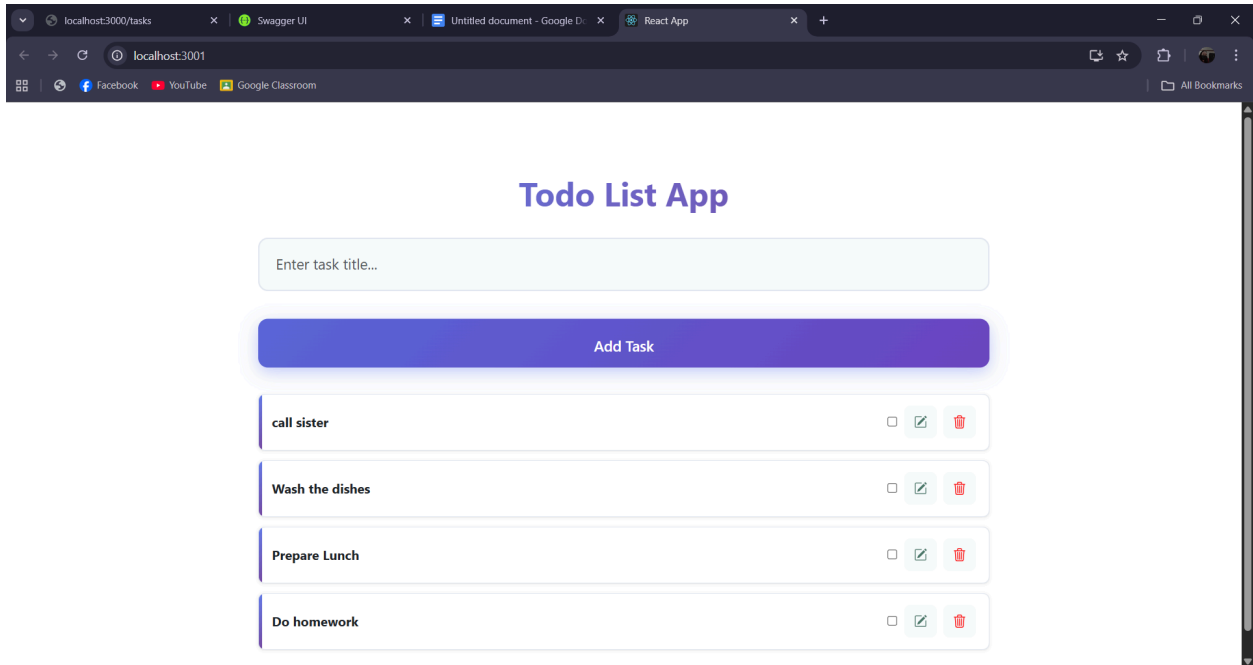 localhost:3000/tasks
Swagger UI
Untitled document - Google Do
React App
localhost:3001
Facebook
YouTube
Google Classroom
All Bookmarks
Todo List App
Enter task title...
Add Task
call sister
Wash the dishes
Prepare Lunch
Do homework